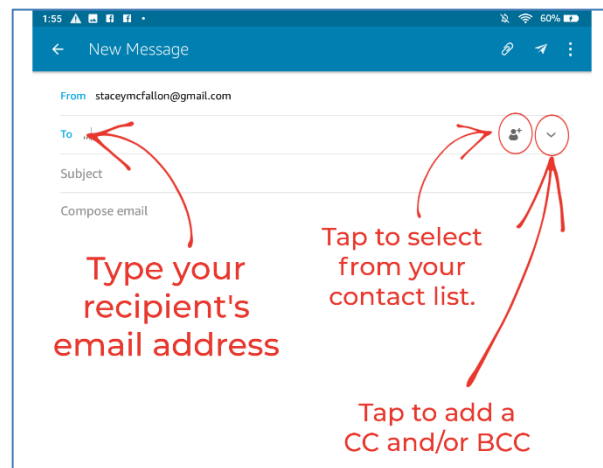 1:55 60%
New Message
From staceymcfallon@gmail.com
To ,,
Subject
Compose email
Type your
recipient's
email address
Tap to select
from your
contact list.
Tap to add a
CC and/or BCC